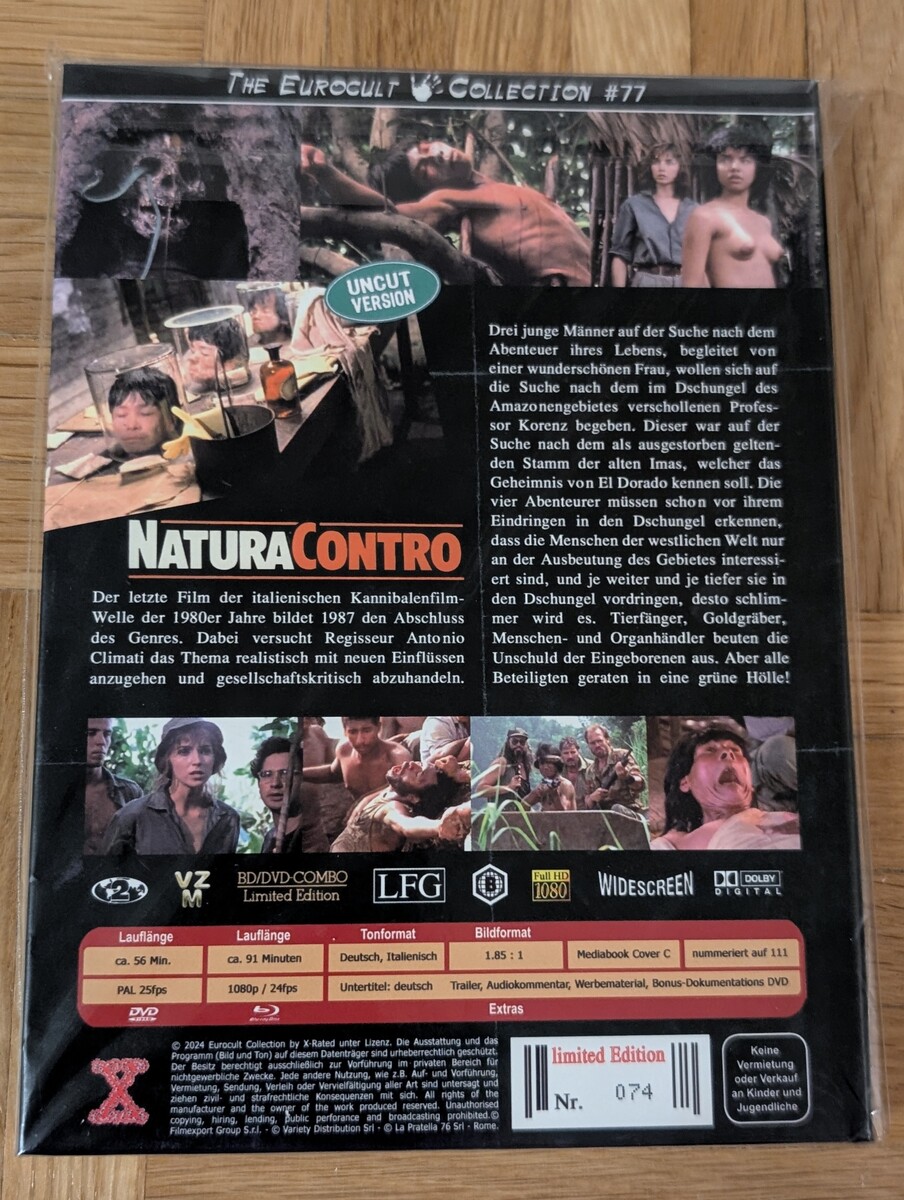 THE EUROCULT COLLECTION #77
UNCUT
VERSION
Drei junge Männer auf der Suche nach dem
Abenteuer ihres Lebens, begleitet von
einer wunderschönen Frau, wollen sich auf
die Suche nach dem im Dschungel des
Amazonengebietes verschollenen Profes-
sor Korenz begeben. Dieser war auf der
Suche nach dem als ausgestorben gelten-
den Stamm der alten Imas, welcher das
Geheimnis von El Dorado kennen soll. Die
vier Abenteurer müssen schon vor ihrem
Eindringen in den Dschungel erkennen,
dass die Menschen der westlichen Welt nur
an der Ausbeutung des Gebietes interessi-
ert sind, und je weiter und je tiefer sie in
den Dschungel vordringen, desto schlim-
mer wird es. Tierfänger, Goldgräber,
Menschen- und Organhändler beuten die
Unschuld der Eingeborenen aus. Aber alle
Beteiligten geraten in eine grüne Hölle!
NATURACONTRO
Der letzte Film der italienischen Kannibalenfilm-
Welle der 1980er Jahre bildet 1987 den Abschluss
des Genres. Dabei versucht Regisseur Antonio
Climati das Thema realistisch mit neuen Einflüssen
anzugehen und gesellschaftskritisch abzuhandeln.
2 VZ M BD/DVD-COMBO Limited Edition LFG B Full HD 1080 WIDESCREEN DOLBY DIGITAL
Lauflänge Lauflänge Tonformat Bildformat
ca. 56 Min. ca. 91 Minuten Deutsch, Italienisch 1.85 : 1 Mediabook Cover C nummeriert auf 111
PAL 25fps 1080p / 24fps Untertitel: deutsch Trailer, Audiokommentar, Werbematerial, Bonus-Dokumentations DVD
DVD Blu-ray Disc Extras
© 2024 Eurocult Collection by X-Rated unter Lizenz. Die Ausstattung und das
Programm (Bild und Ton) auf diesem Datenträger sind urheberrechtlich geschützt.
Der Besitz berechtigt ausschließlich zur Vorführung im privaten Bereich für
nichtgewerbliche Zwecke. Jede andere Nutzung, wie z.B. Auf- und Vorführung,
Vermietung, Sendung, Verleih oder Vervielfältigung aller Art sind untersagt und
ziehen zivil- und strafrechtliche Konsequenzen mit sich. All rights of the
manufacturer and the owner of the work produced reserved. Unauthorised
copying, hiring, lending, public perforance and broadcasting prohibited.©
Filmexport Group S.r.l. - © Variety Distribution Srl - © La Pratella 76 Srl - Rome.
X
limited Edition
Nr. 074
Keine
Vermietung
oder Verkauf
an Kinder und
Jugendliche